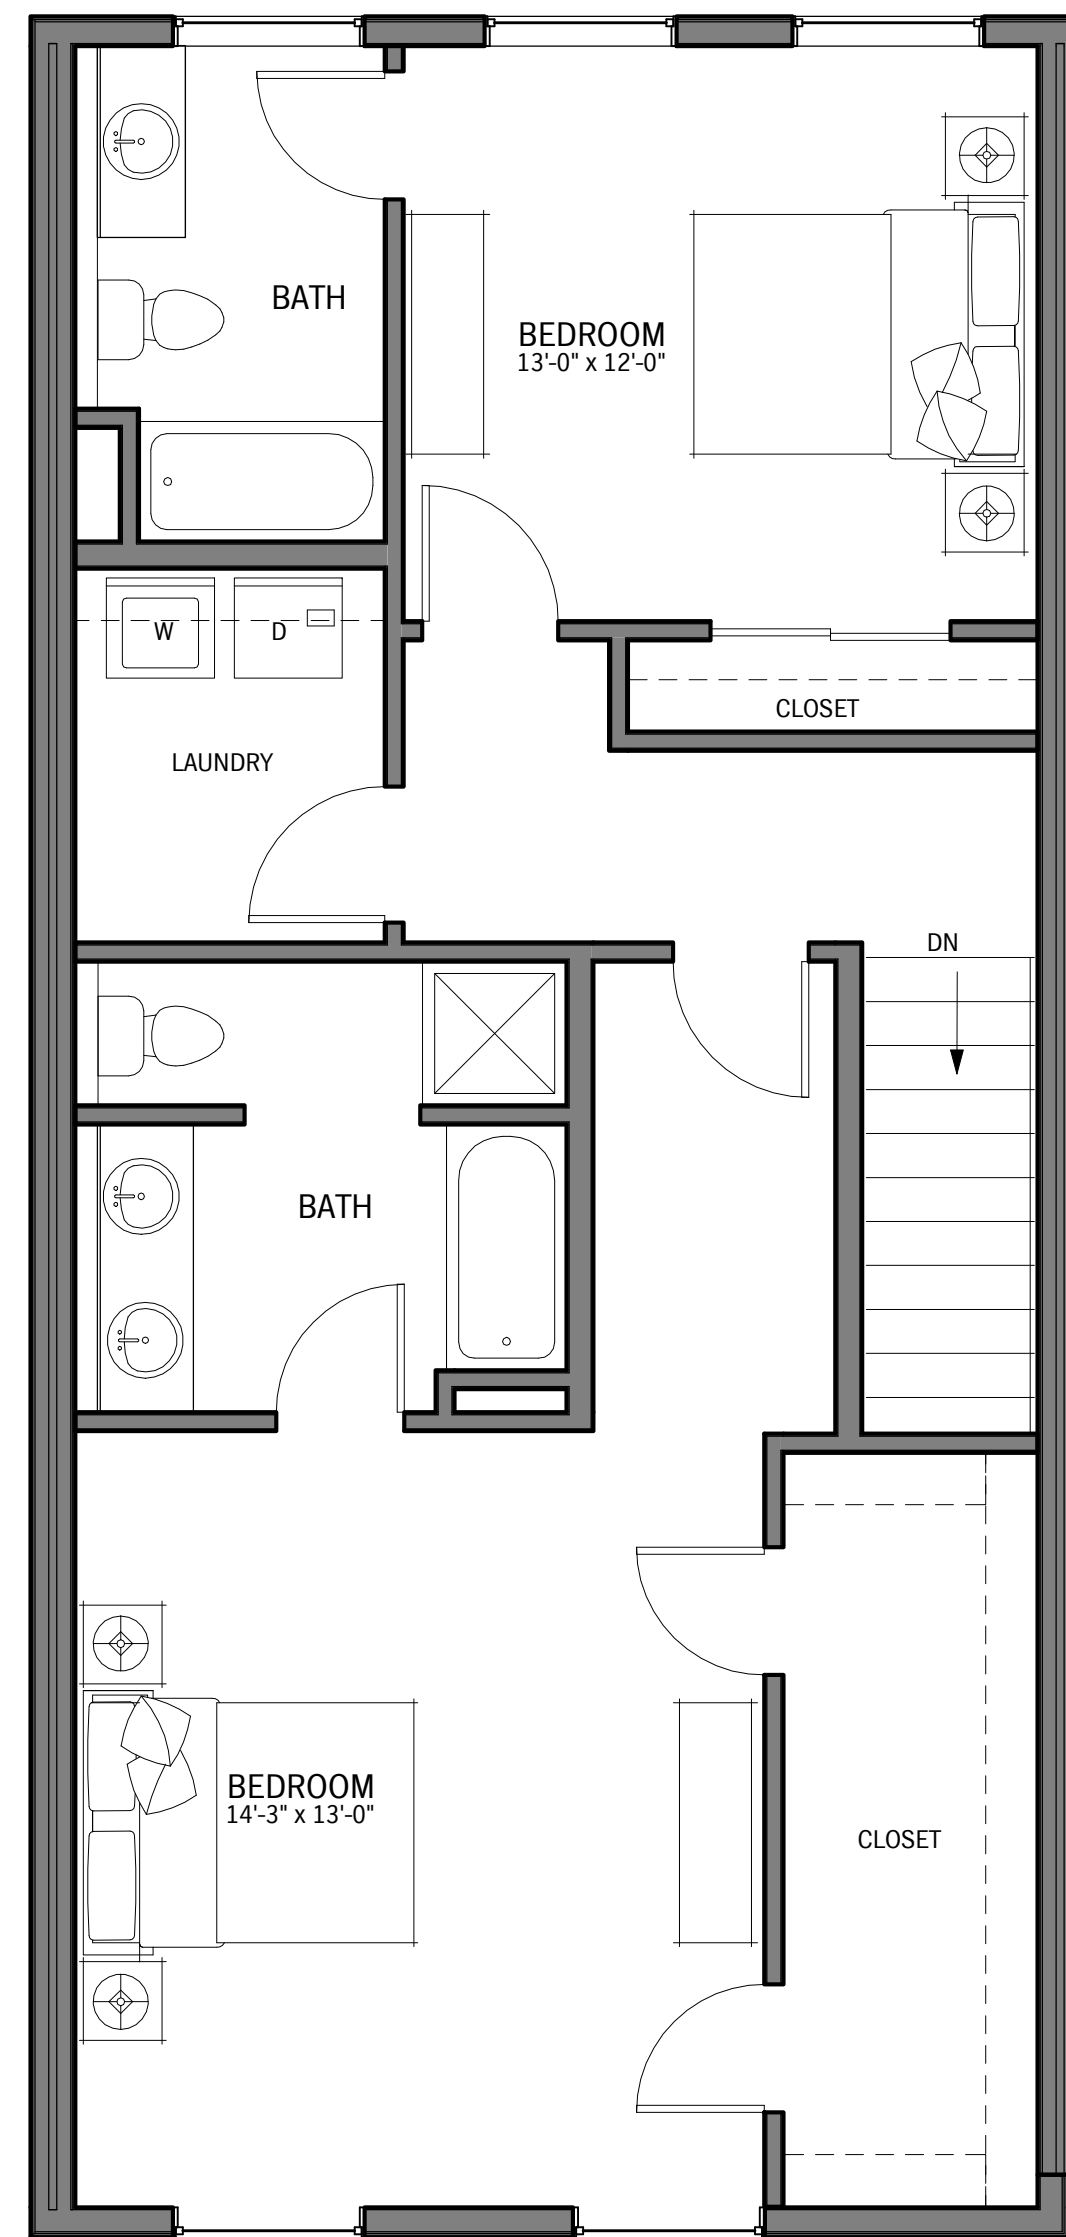 BATH
BEDROOM
13'-0" x 12'-0"
W
D
CLOSET
LAUNDRY
DN
BATH
BEDROOM
14'-3" x 13'-0"
CLOSET